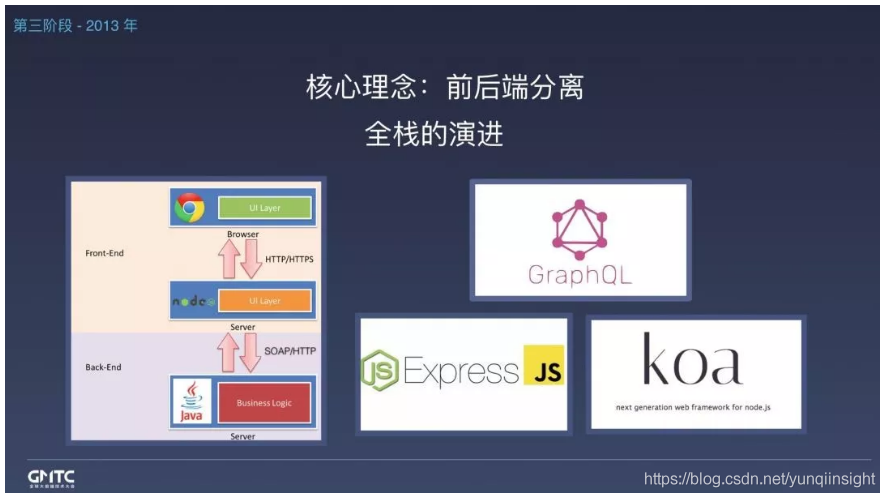 第三阶段 - 2013 年
核心理念：前后端分离
全栈的演进
UI Layer
Browser
Front-End
HTTP/HTTPS
node
UI Layer
Server
SOAP/HTTP
Back-End
Java
Business Logic
Server
GraphQL
JS Express JS
koa
next generation web framework for node.js
GMTC
https://blog.csdn.net/yunqiinsight